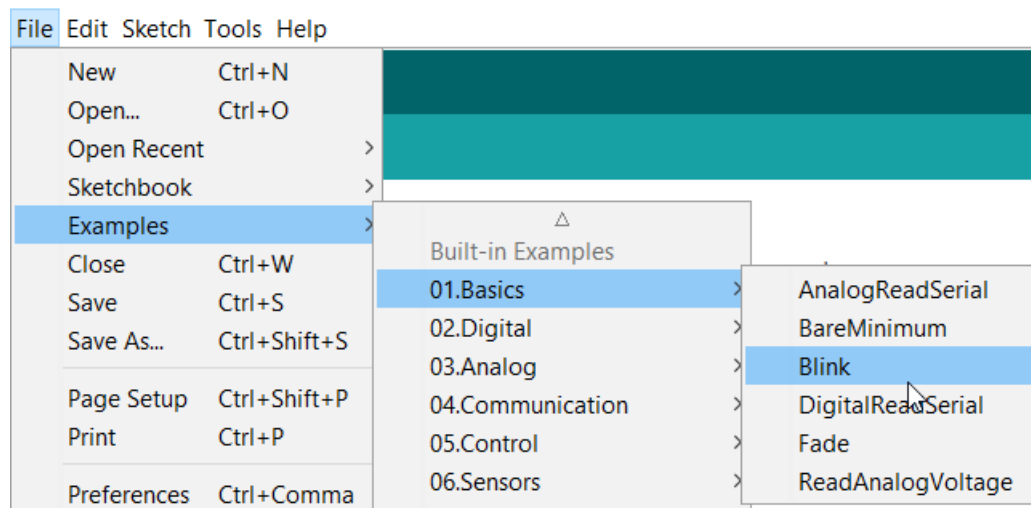 File Edit Sketch Tools Help
New Ctrl+N
Open... Ctrl+O
Open Recent
Sketchbook
Examples
Close Ctrl+W
Save Ctrl+S
Save As... Ctrl+Shift+S
Page Setup Ctrl+Shift+P
Print Ctrl+P
Preferences Ctrl+Comma
Built-in Examples
01.Basics
02.Digital
03.Analog
04.Communication
05.Control
06.Sensors
AnalogReadSerial
BareMinimum
Blink
DigitalReadSerial
Fade
ReadAnalogVoltage